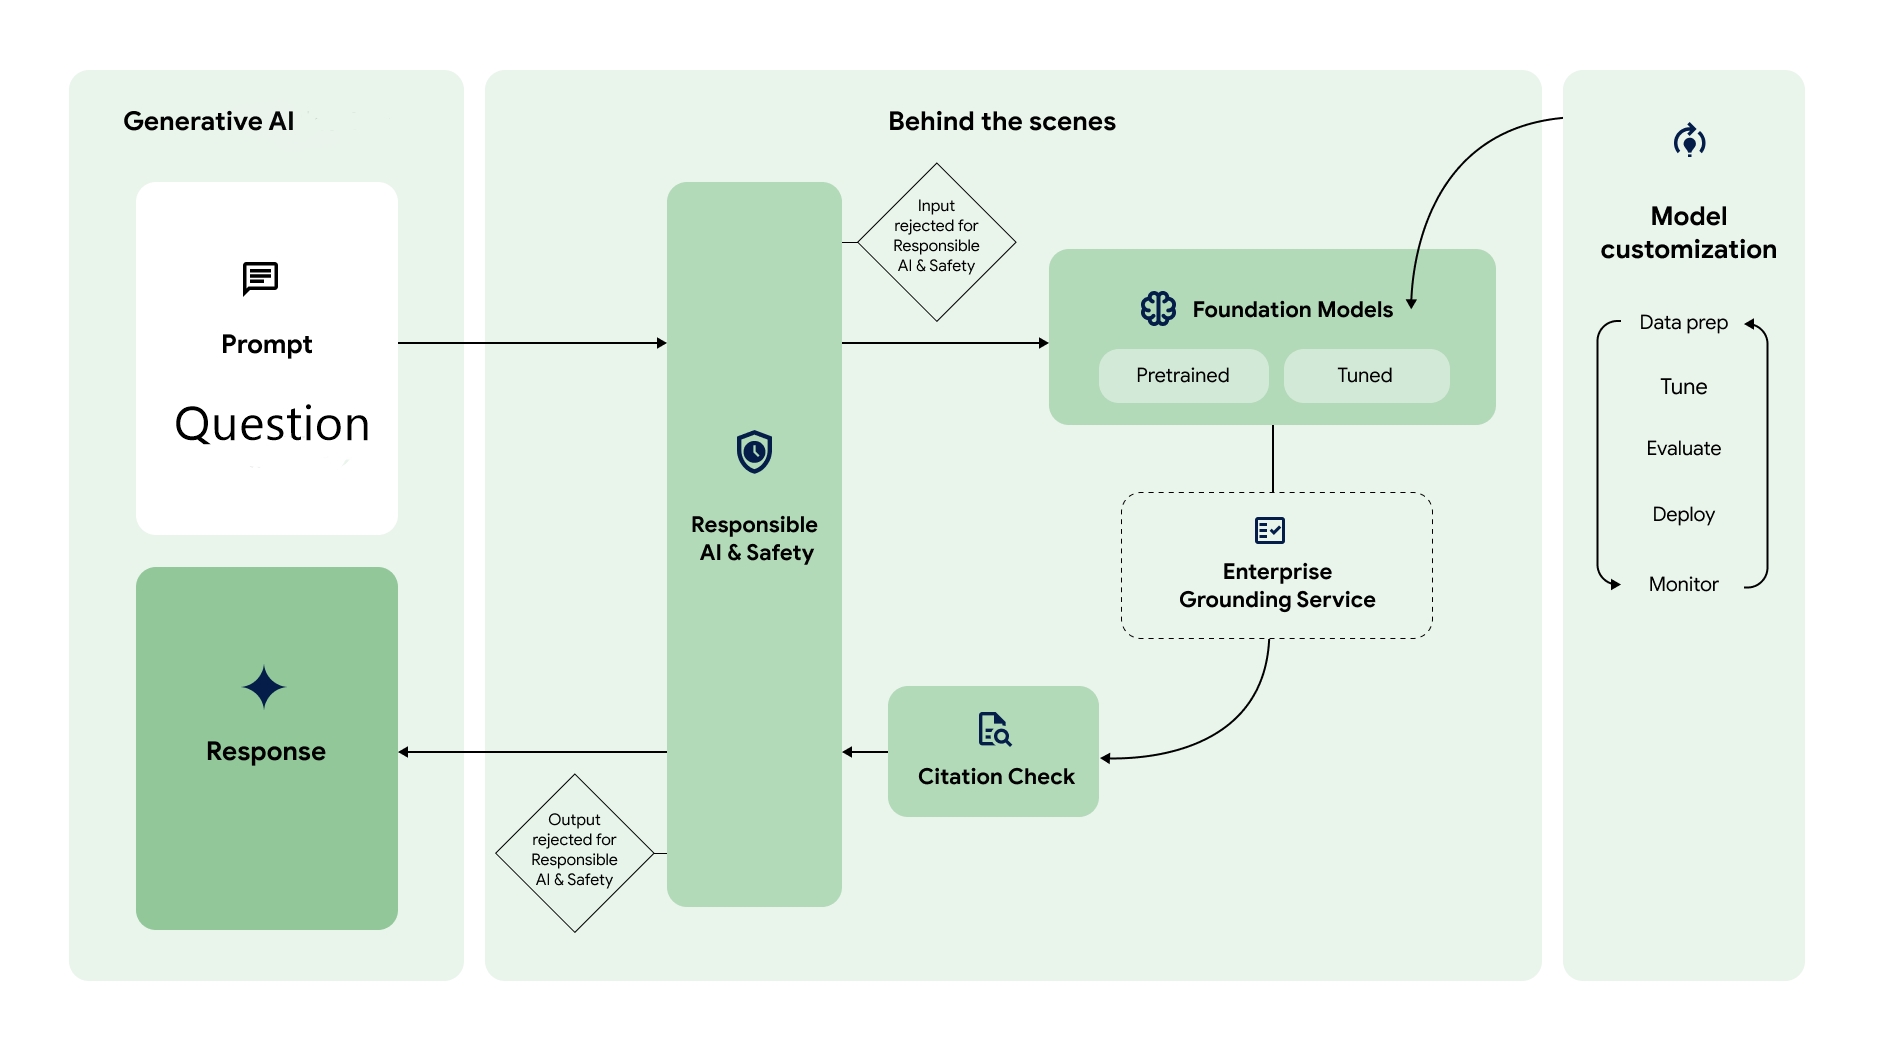 Generative AI
Prompt
Question
Response
Behind the scenes
Input
rejected for
Responsible
AI & Safety
Responsible
AI & Safety
Foundation Models
Pretrained
Tuned
Enterprise
Grounding Service
Citation Check
Output
rejected for
Responsible
AI & Safety
Model
customization
Data prep
Tune
Evaluate
Deploy
Monitor